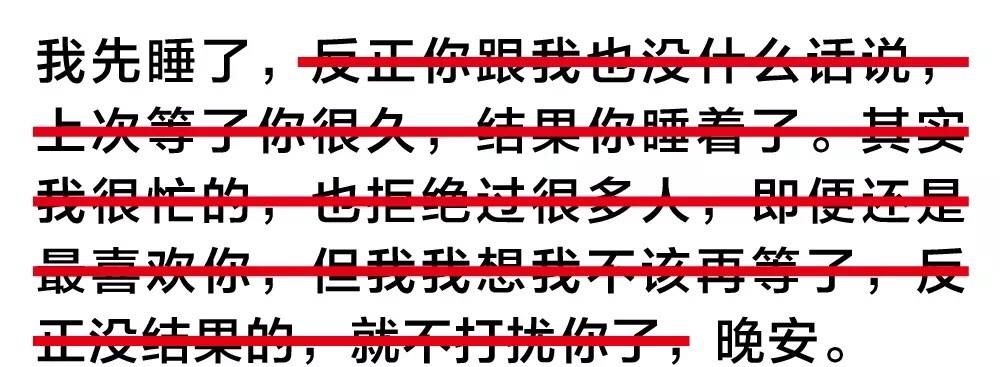 我先睡了，反正你跟我也没什么话说，
上次等了你很久，结果你睡着了。其实
我很忙的，也拒绝过很多人，即便还是
最喜欢你，但我我想我不该再等了，反
正没结果的，就不打扰你了，晚安。